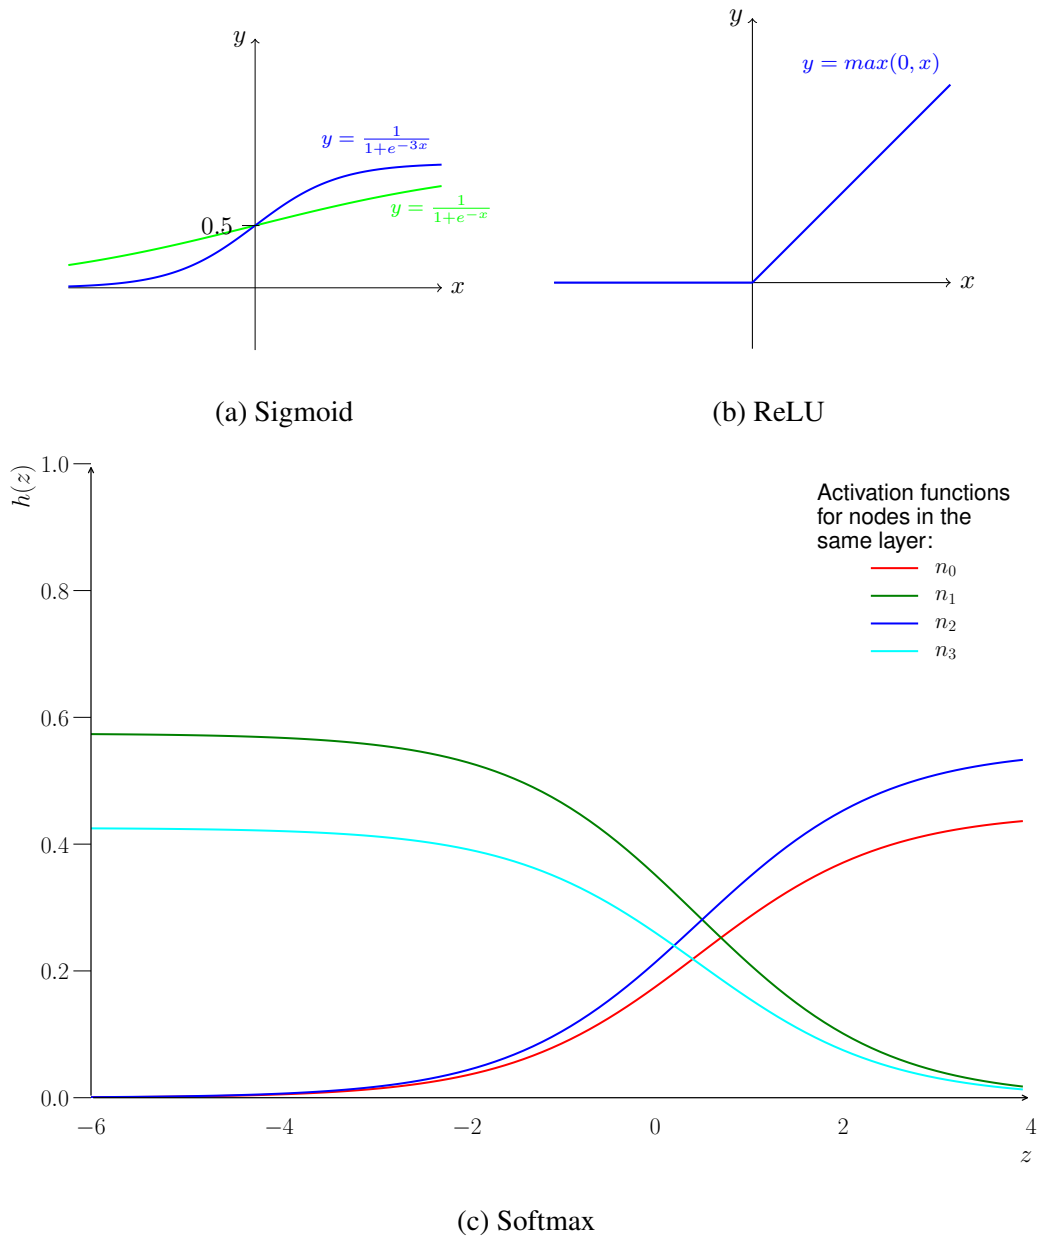 y
y = 1/(1+e^{-3x})
y = 1/(1+e^{-x})
0.5
x
(a) Sigmoid
y
y = max(0, x)
x
(b) ReLU
h(z)
1.0
0.8
0.6
0.4
0.2
0.0
Activation functions
for nodes in the
same layer:
n_0
n_1
n_2
n_3
−6 −4 −2 0 2 4
z
(c) Softmax